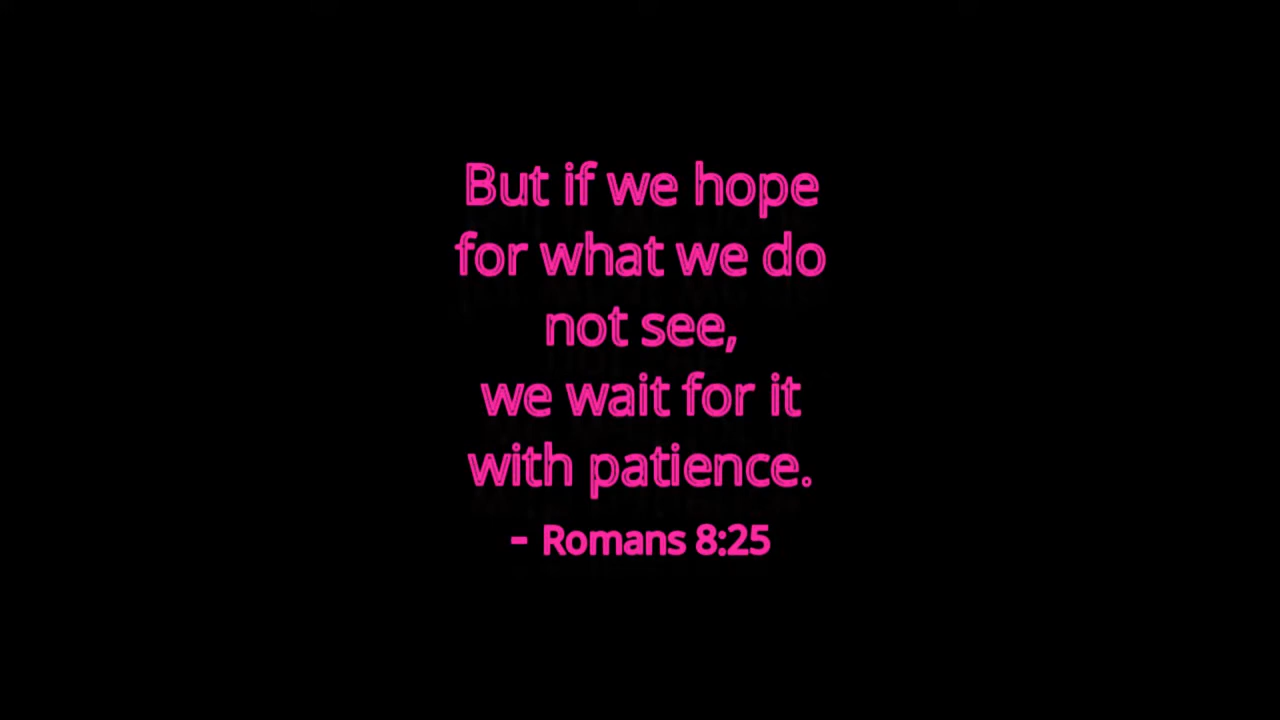 But if we hope
for what we do
not see,
we wait for it
with patience.
- Romans 8:25